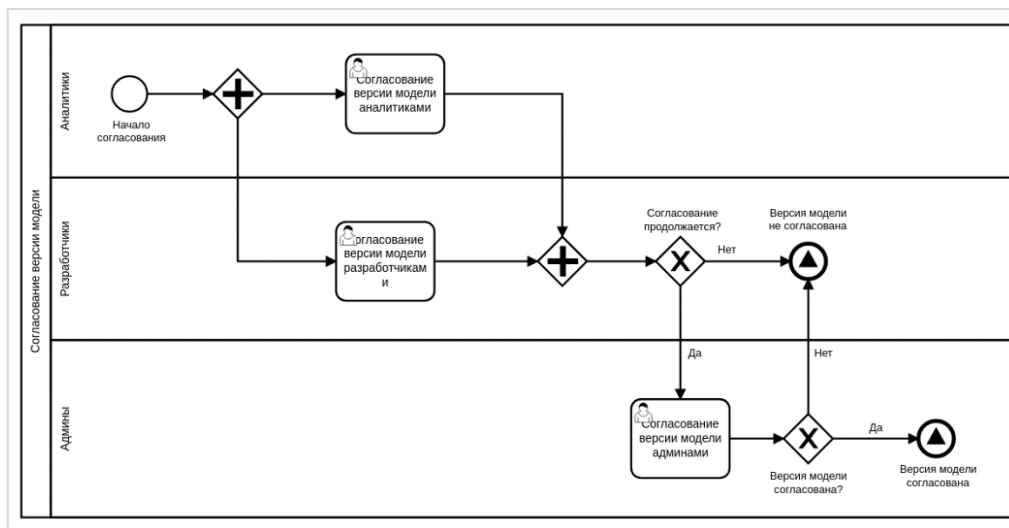 Согласование версии модели
Аналитики
Начало
согласования
Согласование
версии модели
аналитиками
Разработчики
Согласование
версии модели
разработчикам
и
Согласование
продолжается?
Нет
Версия модели
не согласована
Да
Нет
Админы
Согласование
версии модели
админами
Версия модели
согласована?
Да
Версия модели
согласована